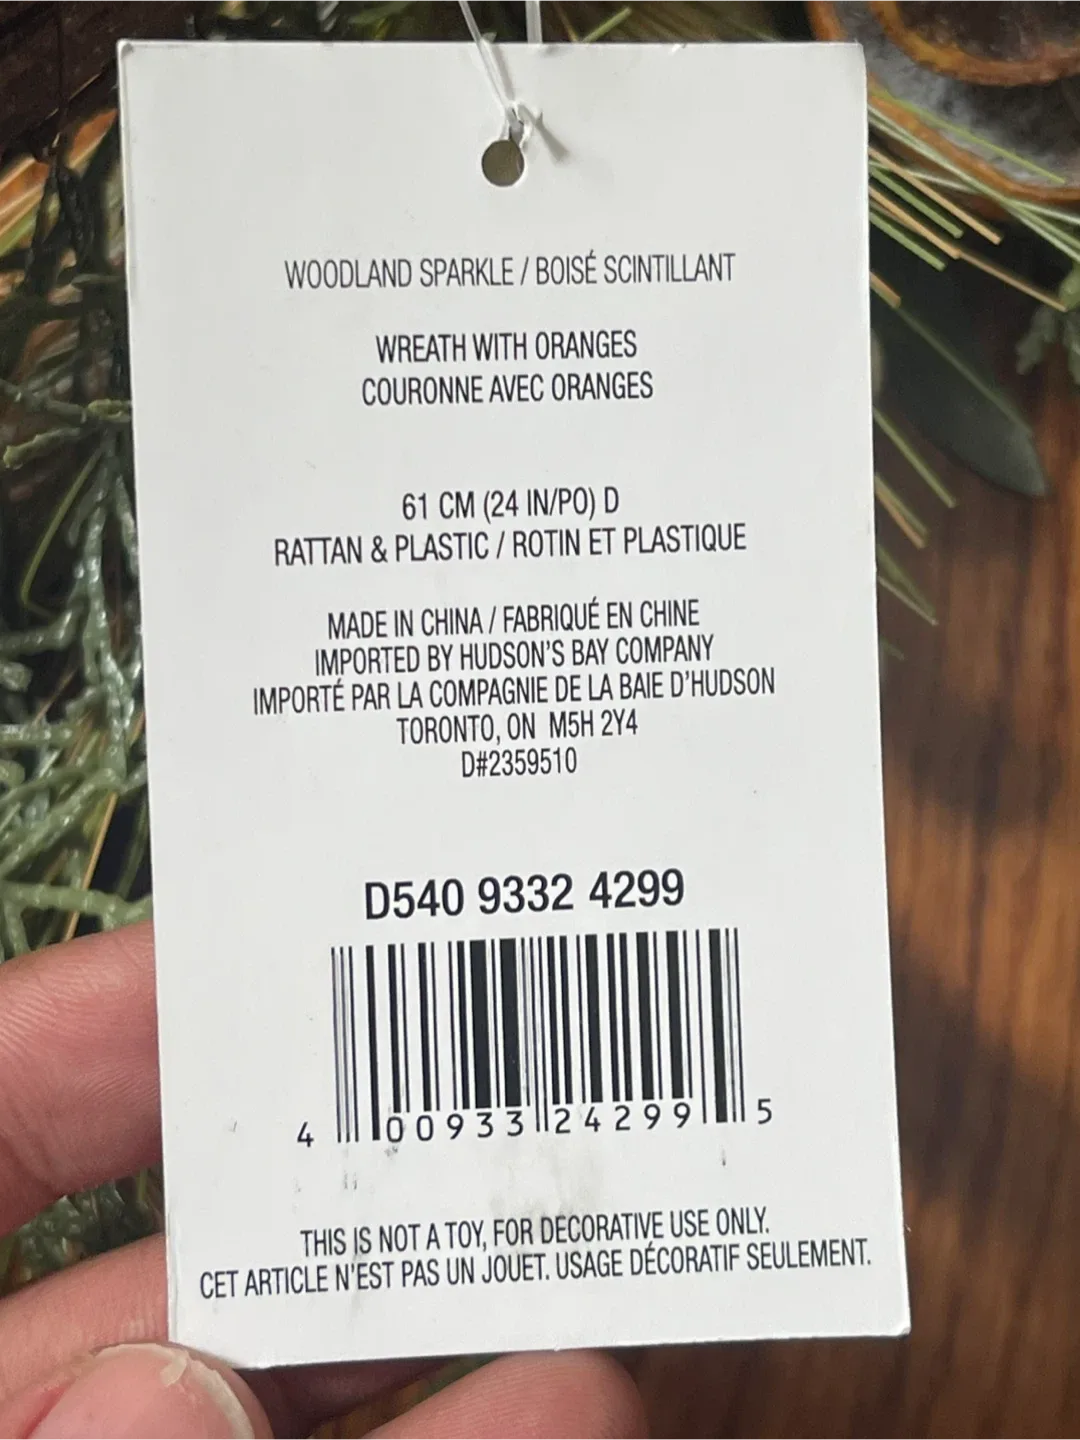 WOODLAND SPARKLE / BOISÉ SCINTILLANT
WREATH WITH ORANGES
COURONNE AVEC ORANGES
61 CM (24 IN/PO) D
RATTAN & PLASTIC / ROTIN ET PLASTIQUE
MADE IN CHINA / FABRIQUÉ EN CHINE
IMPORTED BY HUDSON'S BAY COMPANY
IMPORTÉ PAR LA COMPAGNIE DE LA BAIE D'HUDSON
TORONTO, ON M5H 2Y4
D#2359510
D540 9332 4299
4 00933 24299 5
THIS IS NOT A TOY, FOR DECORATIVE USE ONLY.
CET ARTICLE N'EST PAS UN JOUET. USAGE DÉCORATIF SEULEMENT.